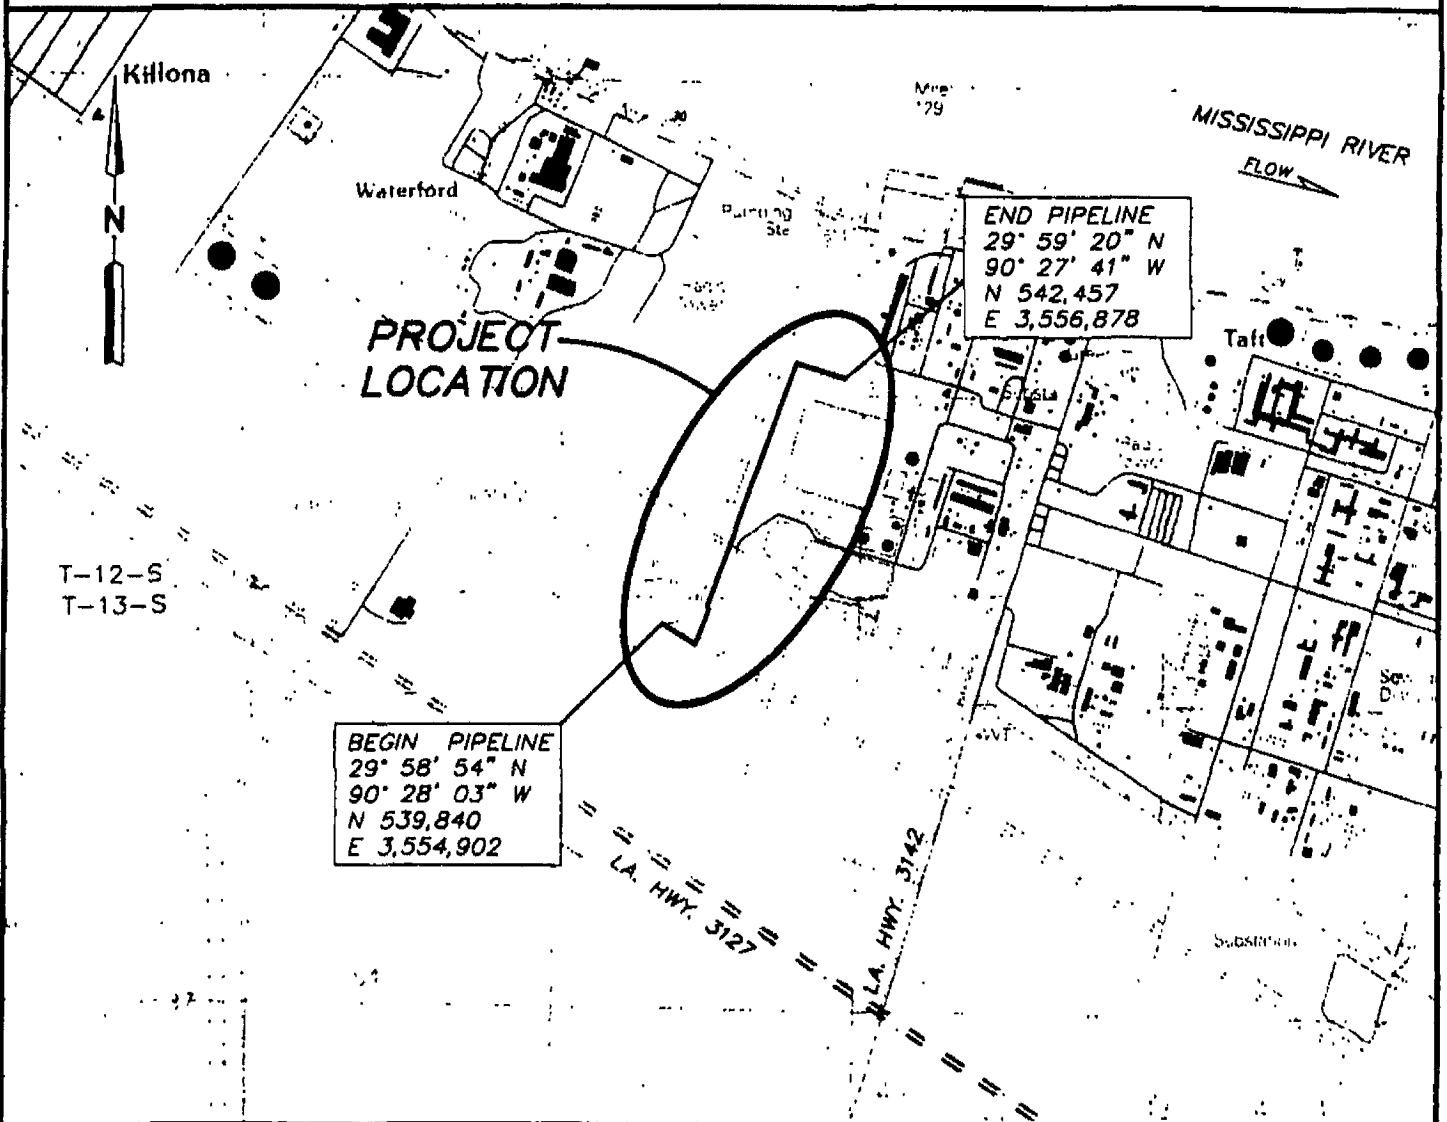 Killona
MISSISSIPPI RIVER
FLOW
Waterford
N
END PIPELINE
29° 59' 20" N
90° 27' 41" W
N 542,457
E 3,556,878
PROJECT
LOCATION
Taft
T-12-S
T-13-S
BEGIN PIPELINE
29° 58' 54" N
90° 28' 03" W
N 539,840
E 3,554,902
LA. HWY. 3127
LA. HWY. 3142
Substation